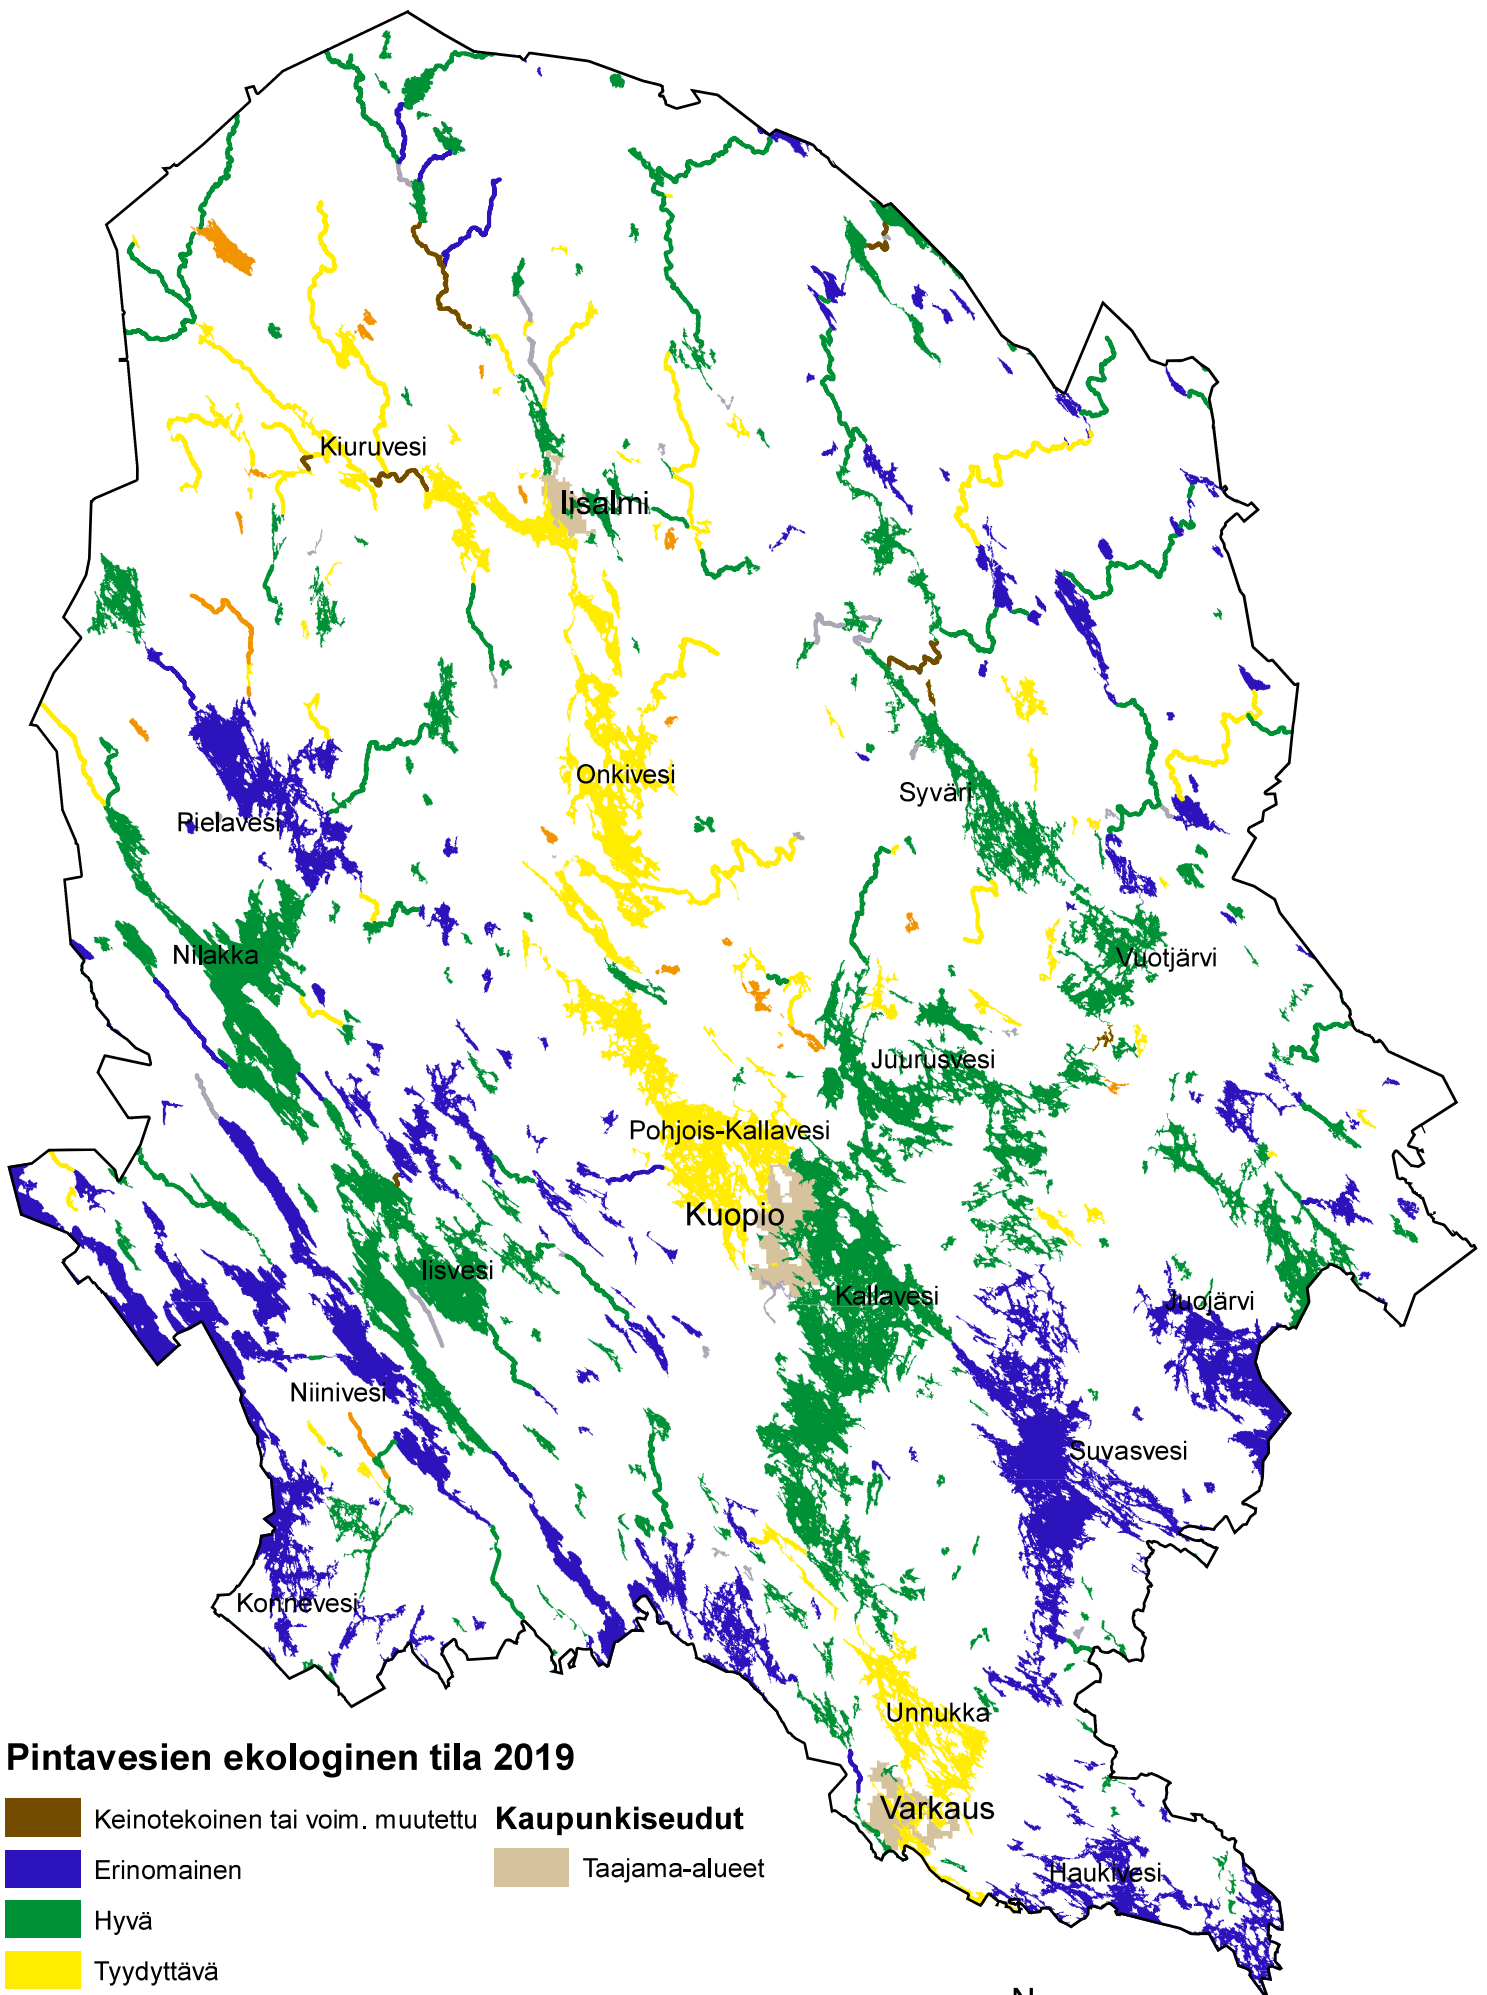 Kiuruvesi
Iisalmi
Onkivesi
Syväri
Pielavesi
Nilakka
Vuotjärvi
Juurusvesi
Pohjois-Kallavesi
Kuopio
Iisvesi
Kallavesi
Juojärvi
Niinivesi
Suvasvesi
Konnevesi
Unnukka
Varkaus
Haukivesi
Pintavesien ekologinen tila 2019
Keinotekoinen tai voim. muutettu
Erinomainen
Hyvä
Tyydyttävä
Kaupunkiseudut
Taajama-alueet